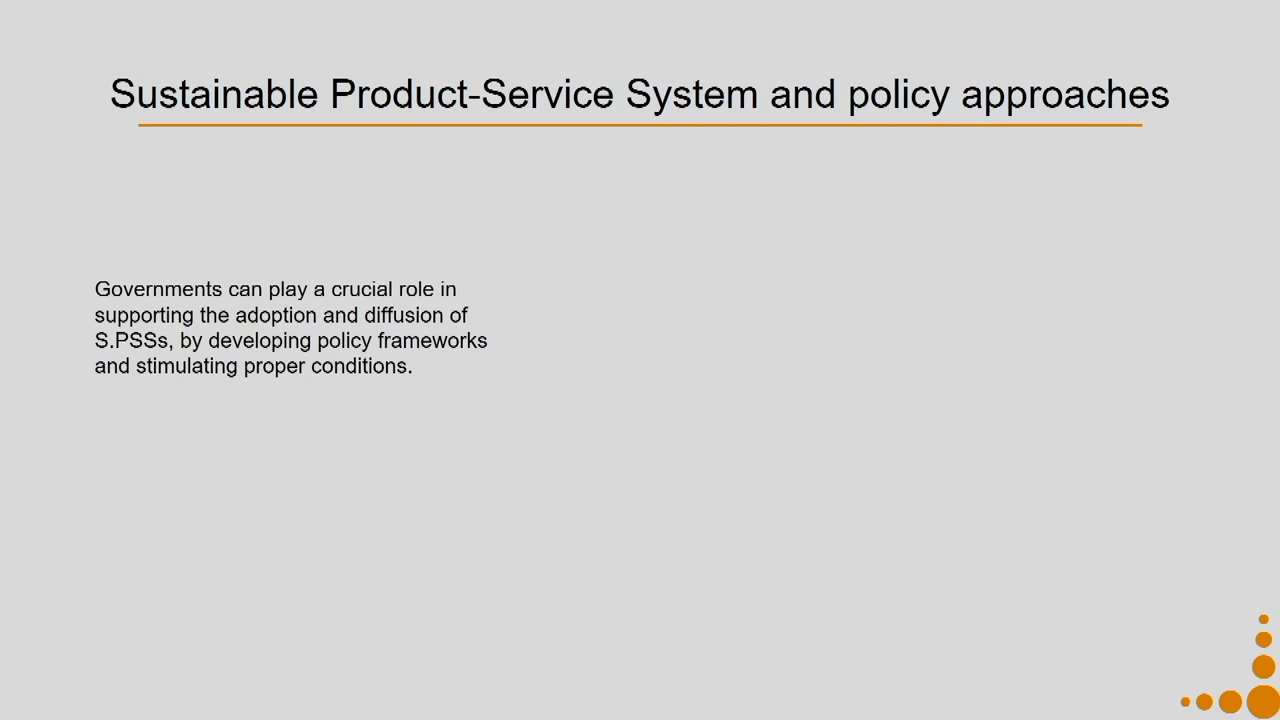 Sustainable Product-Service System and policy approaches
Governments can play a crucial role in
supporting the adoption and diffusion of
S.PSSs, by developing policy frameworks
and stimulating proper conditions.